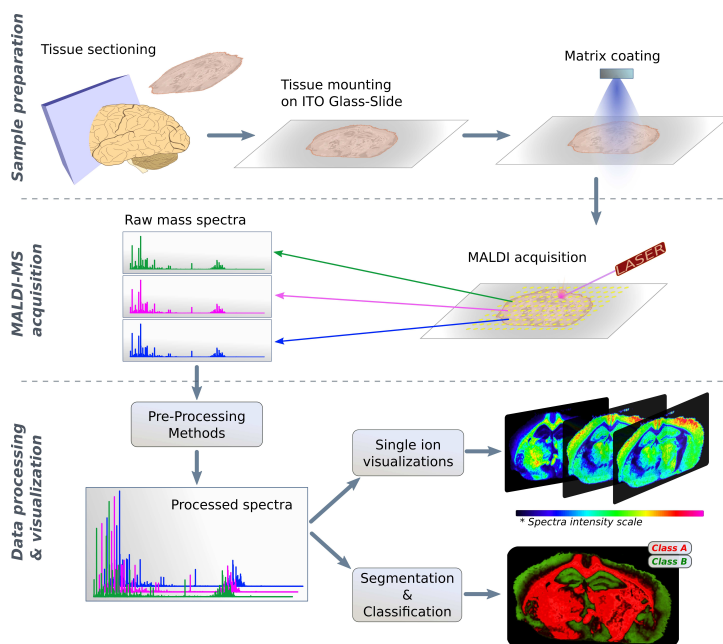 Sample preparation
Tissue sectioning
Tissue mounting
on ITO Glass-Slide
Matrix coating
MALDI-MS
acquisition
Raw mass spectra
MALDI acquisition
LASER
Data processing
& visualization
Pre-Processing
Methods
Processed spectra
Single ion
visualizations
* Spectra intensity scale
Segmentation
&
Classification
Class A
Class B